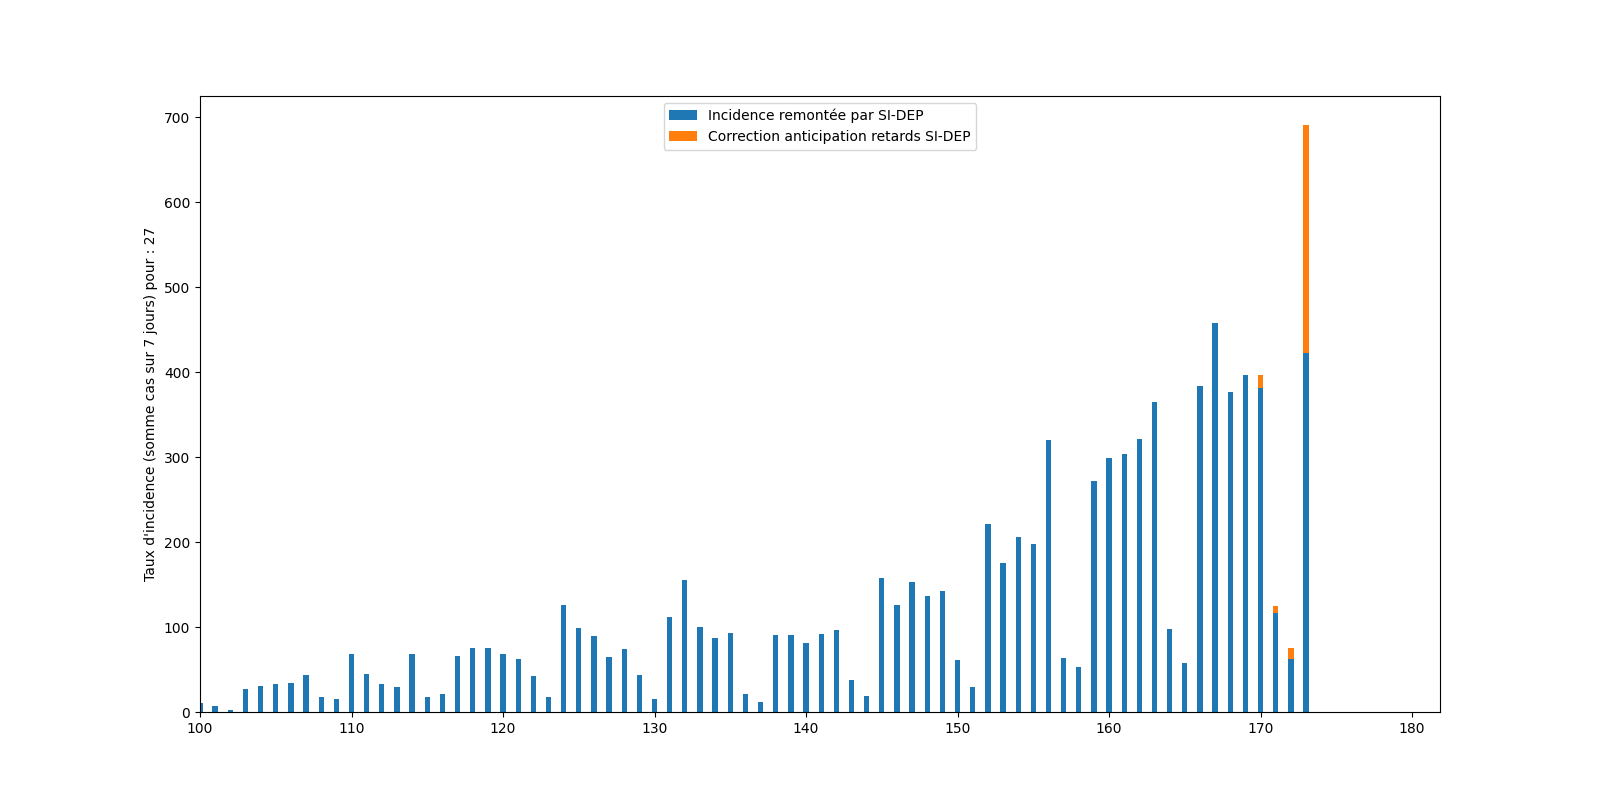 Incidence remontée par SI-DEP
Correction anticipation retards SI-DEP
Taux d'incidence (somme cas sur 7 jours) pour : 27
700
600
500
400
300
200
100
0
100 110 120 130 140 150 160 170 180